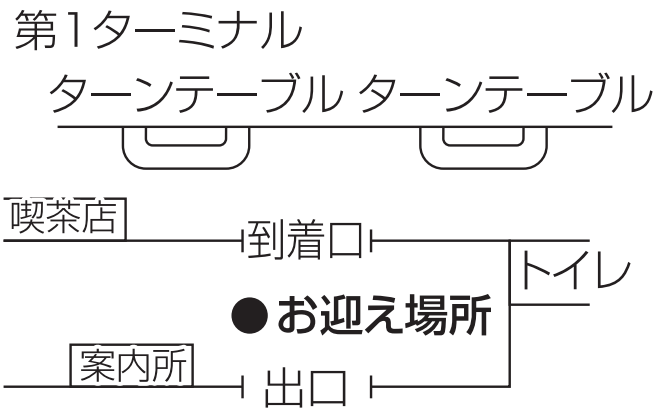 第1ターミナル
ターンテーブル ターンテーブル
喫茶店
到着口
トイレ
●お迎え場所
案内所
出口